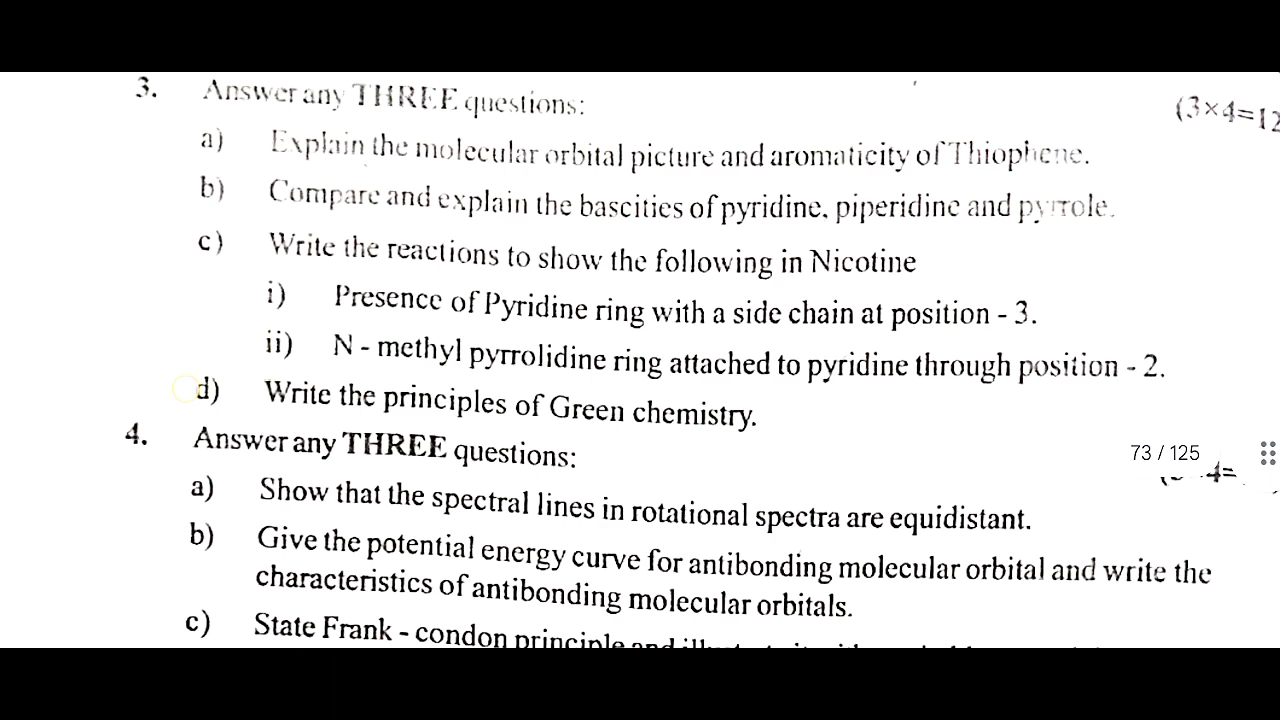 3. Answer any THREE questions: (3×4=12
a) Explain the molecular orbital picture and aromaticity of Thiophene.
b) Compare and explain the bascities of pyridine, piperidine and pyrrole.
c) Write the reactions to show the following in Nicotine
i) Presence of Pyridine ring with a side chain at position - 3.
ii) N - methyl pyrrolidine ring attached to pyridine through position - 2.
d) Write the principles of Green chemistry.
4. Answer any THREE questions: 4=
73 / 125
a) Show that the spectral lines in rotational spectra are equidistant.
b) Give the potential energy curve for antibonding molecular orbital and write the
characteristics of antibonding molecular orbitals.
c) State Frank - condon principle and